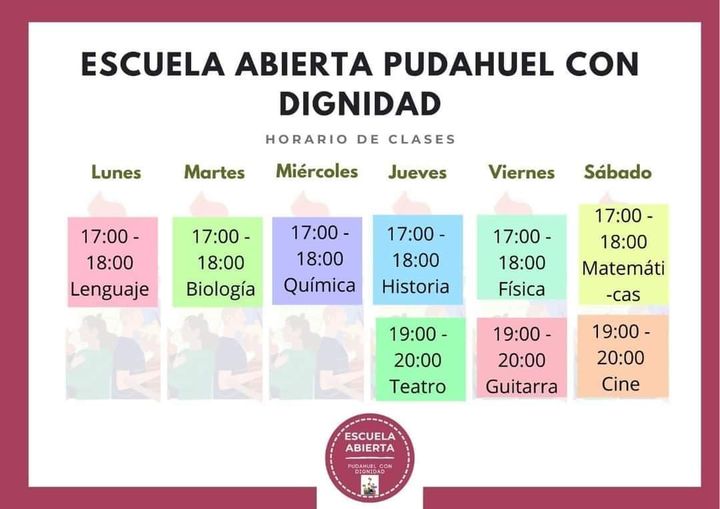 ESCUELA ABIERTA PUDAHUEL CON
DIGNIDAD
HORARIO DE CLASES
Lunes Martes Miércoles Jueves Viernes Sábado
17:00 -
18:00
Lenguaje
17:00 -
18:00
Biología
17:00 -
18:00
Química
17:00 -
18:00
Historia
17:00 -
18:00
Física
17:00 -
18:00
Matemáti
-cas
19:00 -
20:00
Teatro
19:00 -
20:00
Guitarra
19:00 -
20:00
Cine
ESCUELA
ABIERTA
PUDAHUEL CON
DIGNIDAD